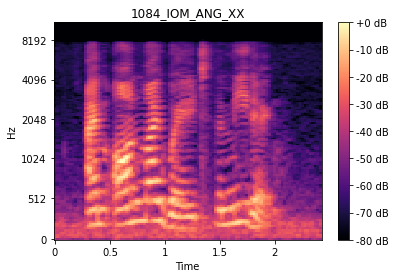 1084_IOM_ANG_XX
+0 dB
8192
-10 dB
4096
-20 dB
-30 dB
2048
Hz
-40 dB
1024
-50 dB
512
-60 dB
-70 dB
0
-80 dB
0 0.5 1 1.5 2
Time